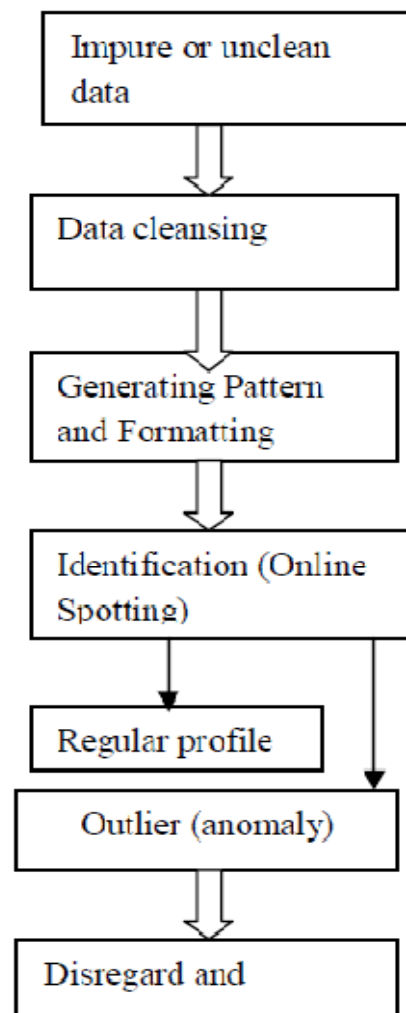 Impure or unclean
data
Data cleansing
Generating Pattern
and Formatting
Identification (Online
Spotting)
Regular profile
Outlier (anomaly)
Disregard and